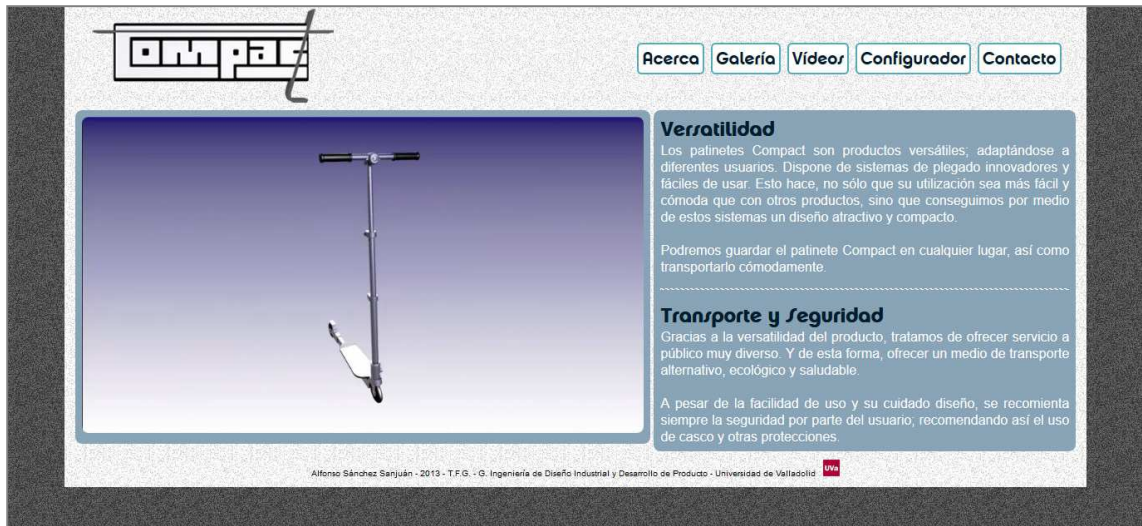 Compact
Acerca Galería Vídeos Configurador Contacto
Versatilidad
Los patinetes Compact son productos versátiles; adaptándose a
diferentes usuarios. Dispone de sistemas de plegado innovadores y
fáciles de usar. Esto hace, no sólo que su utilización sea más fácil y
cómoda que con otros productos, sino que conseguimos por medio
de estos sistemas un diseño atractivo y compacto.
Podremos guardar el patinete Compact en cualquier lugar, así como
transportarlo cómodamente.
Transporte y Seguridad
Gracias a la versatilidad del producto, tratamos de ofrecer servicio a
público muy diverso. Y de esta forma, ofrecer un medio de transporte
alternativo, ecológico y saludable.
A pesar de la facilidad de uso y su cuidado diseño, se recomienta
siempre la seguridad por parte del usuario; recomendando así el uso
de casco y otras protecciones.
Alfonso Sánchez Sanjuán - 2013 - T.F.G. - G. Ingeniería de Diseño Industrial y Desarrollo de Producto - Universidad de Valladolid UVa